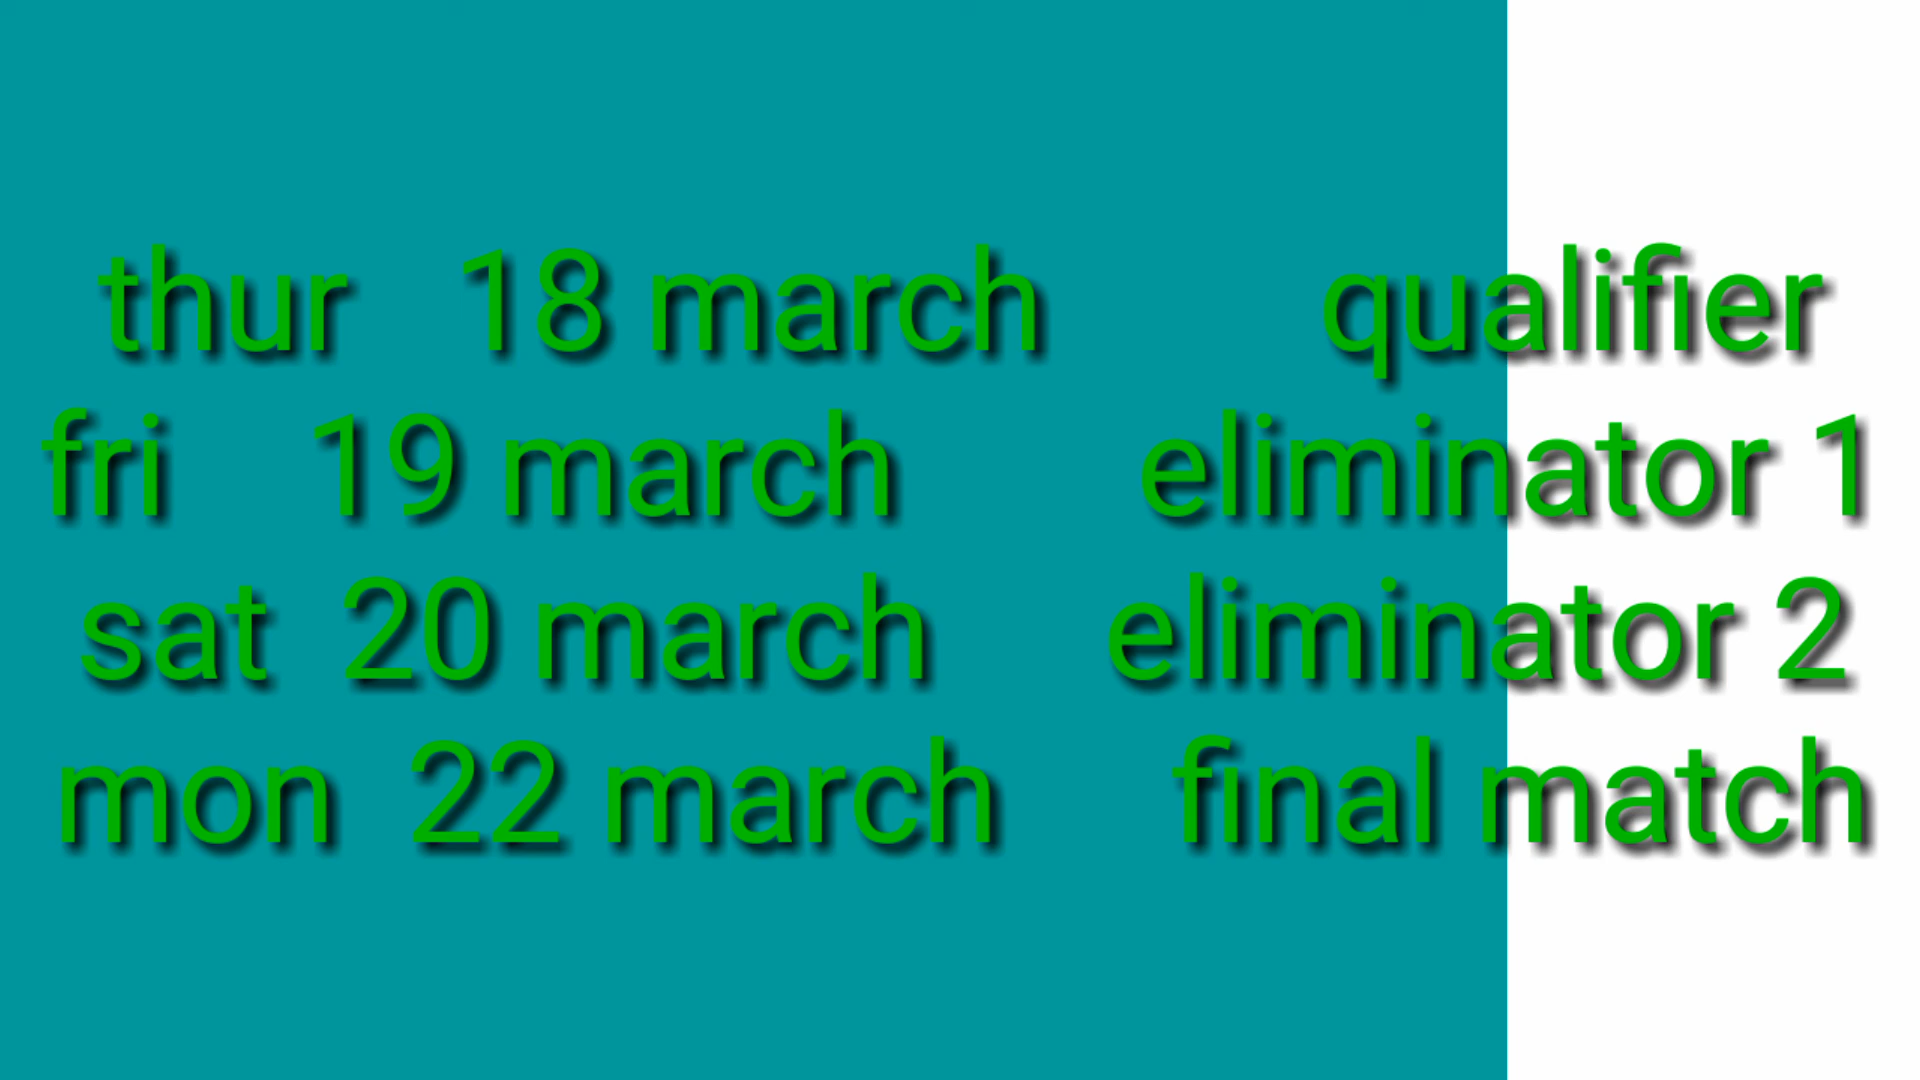 thur 18 march qualifier
fri 19 march eliminator 1
sat 20 march eliminator 2
mon 22 march final match